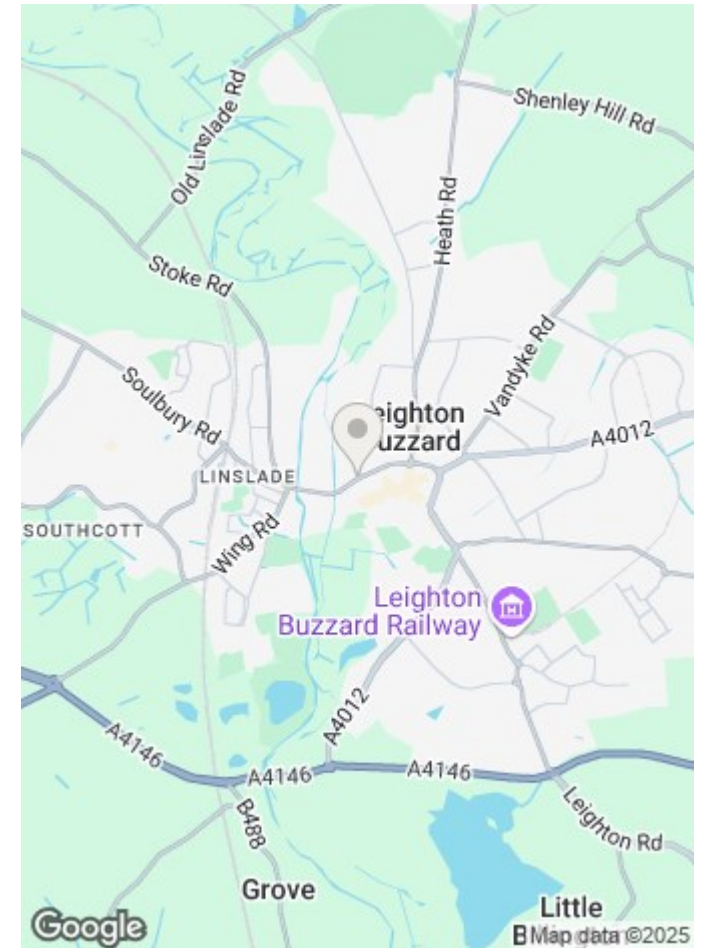 Shenley Hill Rd
Old Linslade Rd
Heath Rd
Stoke Rd
Vandyke Rd
Soulbury Rd
eighton
uzzard
A4012
LINSLADE
SOUTHCOTT
Wing Rd
Leighton
Buzzard Railway
A4012
A4146
A4146
A4146
B488
Leighton Rd
Grove
Little
B
Google
Map data ©2025